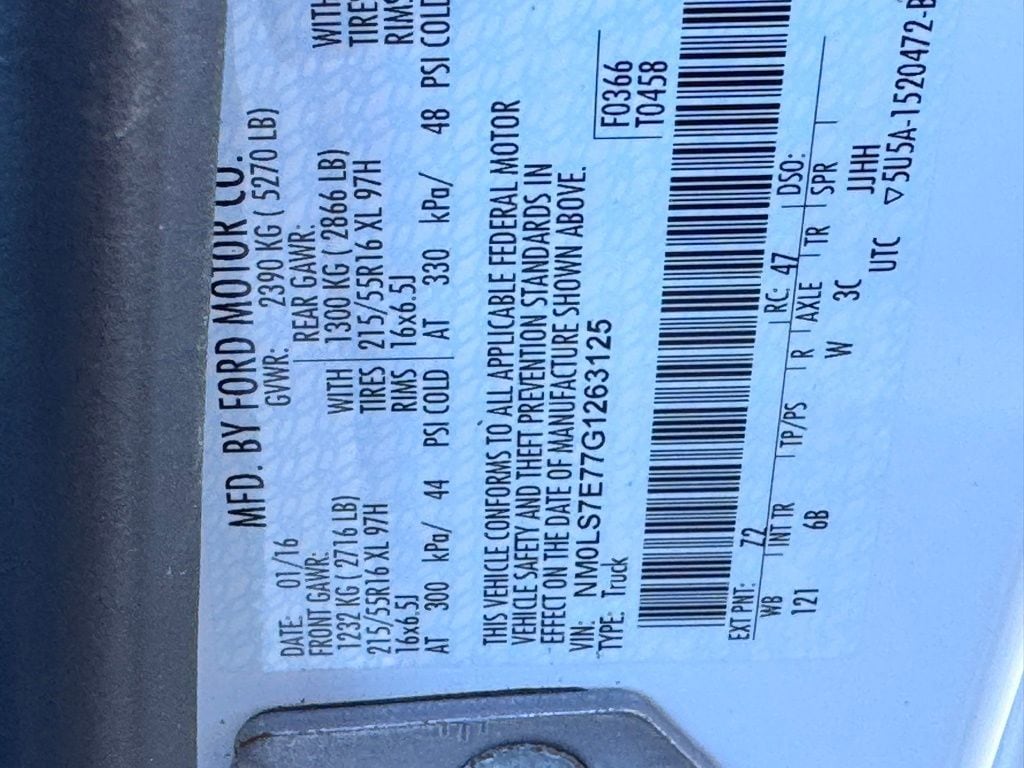 MFD. BY FORD MOTOR CO.
DATE: 01/16 GVWR: 2390 KG ( 5270 LB)
FRONT GAWR: REAR GAWR:
1232 KG ( 2716 LB) WITH 1300 KG ( 2866 LB) WITH
215/55R16 XL 97H TIRES 215/55R16 XL 97H TIRES
16x6.5J RIMS 16x6.5J RIMS
AT 300 kPa/ 44 PSI COLD AT 330 kPa/ 48 PSI COLD
THIS VEHICLE CONFORMS TO ALL APPLICABLE FEDERAL MOTOR
VEHICLE SAFETY AND THEFT PREVENTION STANDARDS IN
EFFECT ON THE DATE OF MANUFACTURE SHOWN ABOVE.
VIN: NM0LS7E77G1263125 F0366
TYPE: Truck T0458
EXT PNT: Z2 RC: 47 DSO:
WB INT TR TP/PS R AXLE TR SPR
121 6B W 3C JJHH
UTC ▽5U5A-1520472-B